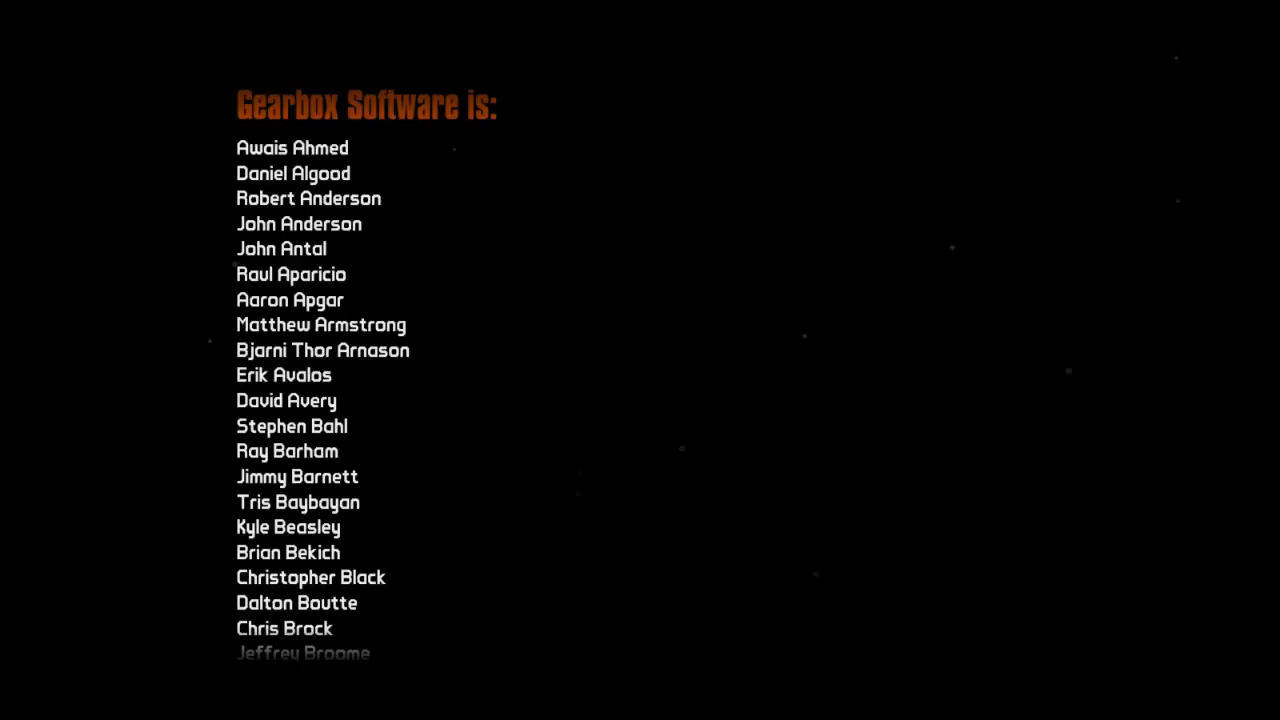 Gearbox Software is:
Awais Ahmed
Daniel Algood
Robert Anderson
John Anderson
John Antal
Raul Aparicio
Aaron Apgar
Matthew Armstrong
Bjarni Thor Arnason
Erik Avalos
David Avery
Stephen Bahl
Ray Barham
Jimmy Barnett
Tris Baybayan
Kyle Beasley
Brian Bekich
Christopher Black
Dalton Boutte
Chris Brock
Jeffrey Broome